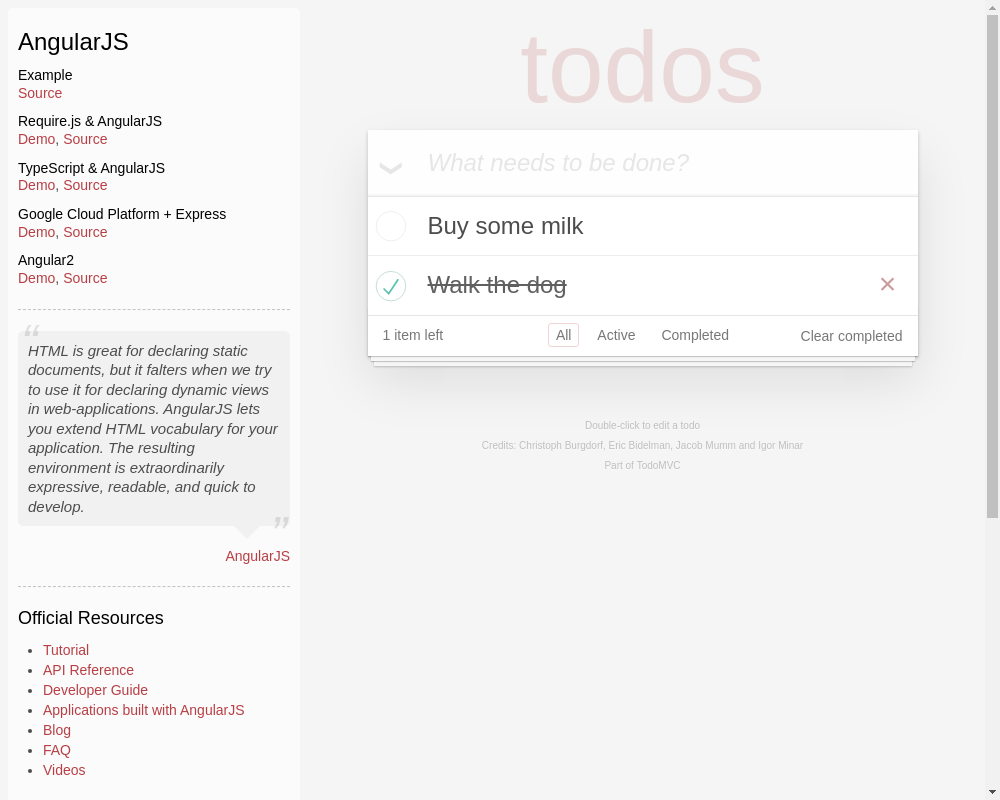 AngularJS
Example
Source
Require.js & AngularJS
Demo, Source
TypeScript & AngularJS
Demo, Source
Google Cloud Platform + Express
Demo, Source
Angular2
Demo, Source
“
HTML is great for declaring static
documents, but it falters when we try
to use it for declaring dynamic views
in web-applications. AngularJS lets
you extend HTML vocabulary for your
application. The resulting
environment is extraordinarily
expressive, readable, and quick to
develop.
”
AngularJS
Official Resources
Tutorial
API Reference
Developer Guide
Applications built with AngularJS
Blog
FAQ
Videos
todos
What needs to be done?
Buy some milk
Walk the dog
1 item left All Active Completed Clear completed
Double-click to edit a todo
Credits: Christoph Burgdorf, Eric Bidelman, Jacob Mumm and Igor Minar
Part of TodoMVC